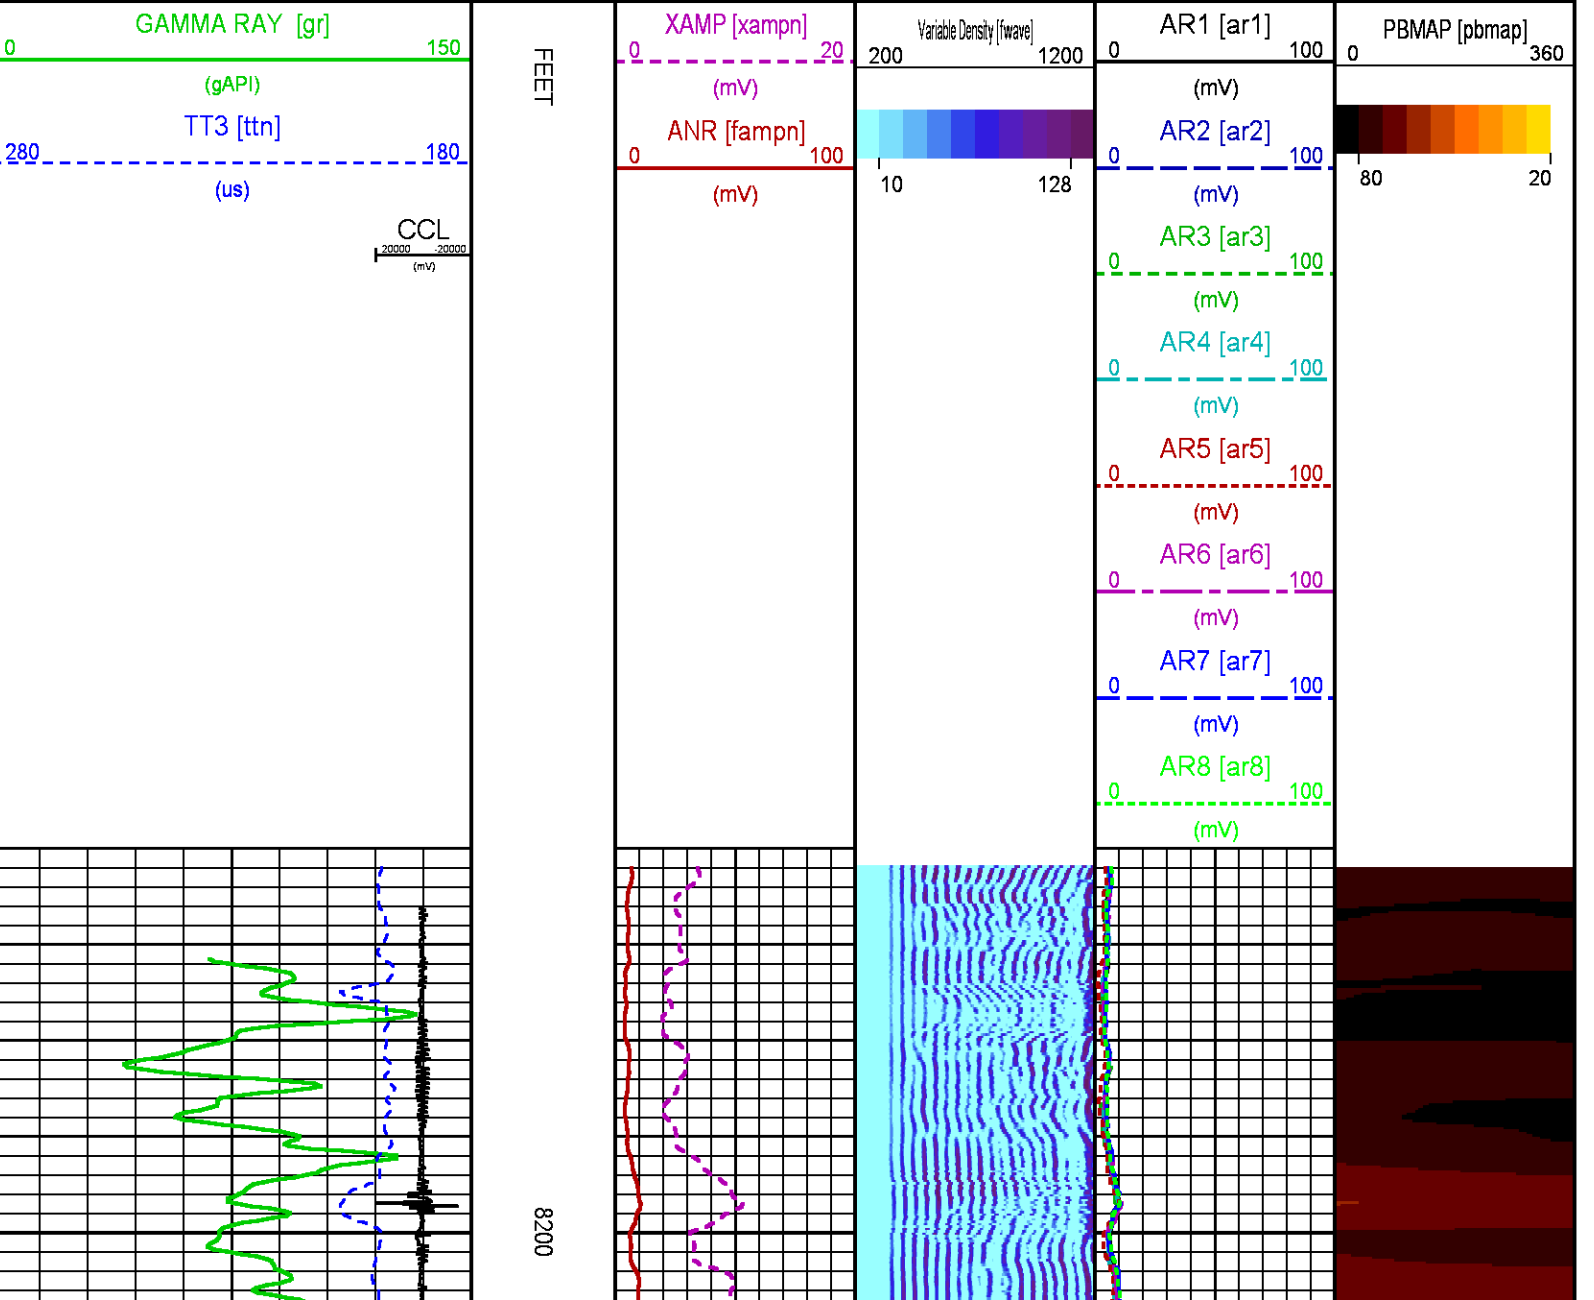 GAMMA RAY [gr]
0 150
(gAPI)
TT3 [ttn]
280 180
(us)
CCL
20000 -20000
(mV)
FEET
8200
XAMP [xampn]
0 20
(mV)
ANR [fampn]
0 100
(mV)
Variable Density [fwave]
200 1200
10 128
AR1 [ar1]
0 100
(mV)
AR2 [ar2]
0 100
(mV)
AR3 [ar3]
0 100
(mV)
AR4 [ar4]
0 100
(mV)
AR5 [ar5]
0 100
(mV)
AR6 [ar6]
0 100
(mV)
AR7 [ar7]
0 100
(mV)
AR8 [ar8]
0 100
(mV)
PBMAP [pbmap]
0 360
80 20